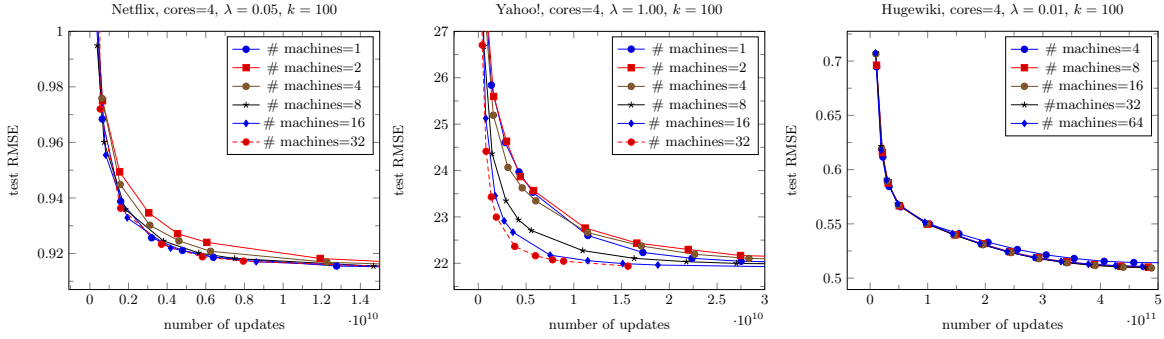 Netflix, cores=4, λ = 0.05, k = 100
1
0.98
0.96
0.94
0.92
test RMSE
0 0.2 0.4 0.6 0.8 1 1.2 1.4
·10^10
number of updates
# machines=1
# machines=2
# machines=4
# machines=8
# machines=16
# machines=32
Yahoo!, cores=4, λ = 1.00, k = 100
27
26
25
24
23
22
test RMSE
0 0.5 1 1.5 2 2.5 3
·10^10
number of updates
# machines=1
# machines=2
# machines=4
# machines=8
# machines=16
# machines=32
Hugewiki, cores=4, λ = 0.01, k = 100
0.7
0.65
0.6
0.55
0.5
test RMSE
0 1 2 3 4 5
·10^11
number of updates
# machines=4
# machines=8
# machines=16
#machines=32
# machines=64